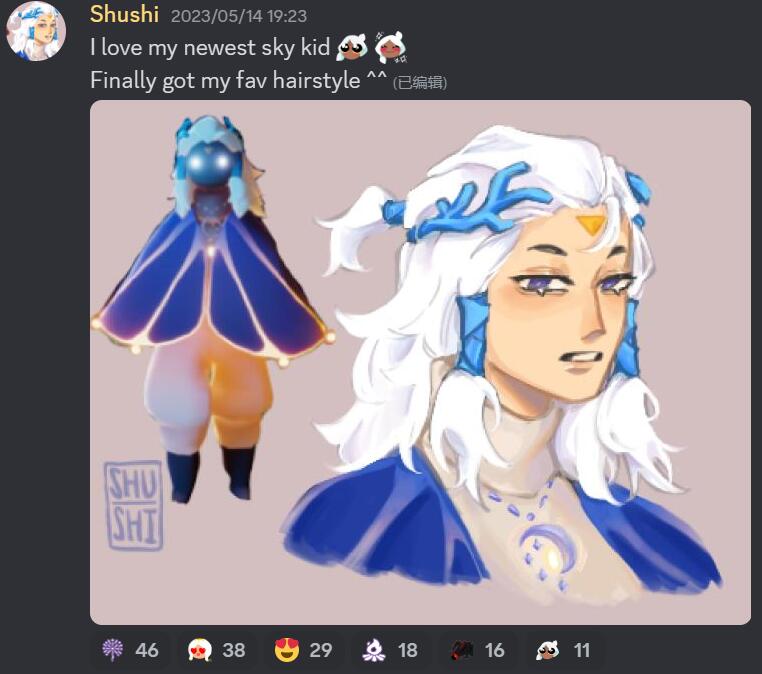 Shushi 2023/05/14 19:23
I love my newest sky kid
Finally got my fav hairstyle ^^ (已编辑)
SHU
SHI
46 38 29 18 16 11